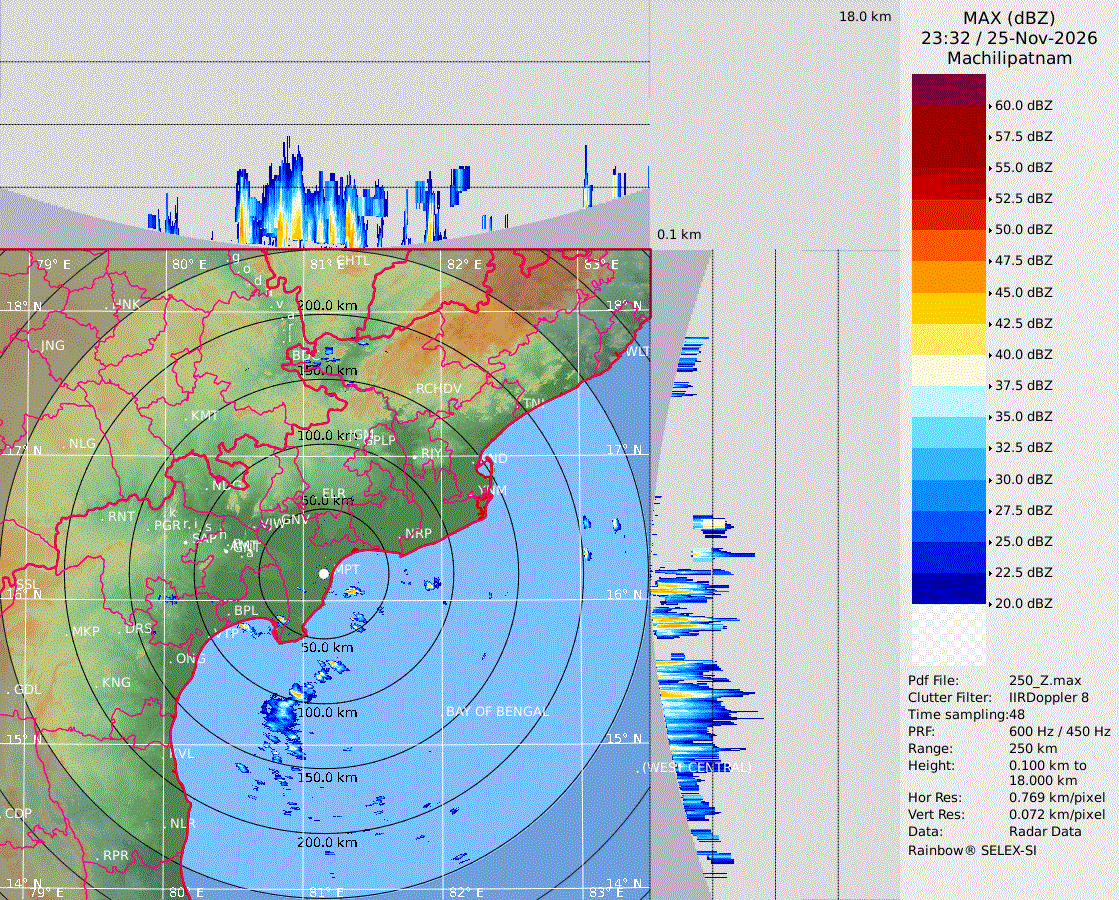 18.0 km
0.1 km
MAX (dBZ)
23:32 / 25-Nov-2026
Machilipatnam
60.0 dBZ
57.5 dBZ
55.0 dBZ
52.5 dBZ
50.0 dBZ
47.5 dBZ
45.0 dBZ
42.5 dBZ
40.0 dBZ
37.5 dBZ
35.0 dBZ
32.5 dBZ
30.0 dBZ
27.5 dBZ
25.0 dBZ
22.5 dBZ
20.0 dBZ
Pdf File: 250_Z.max
Clutter Filter: IIRDoppler 8
Time sampling:48
PRF: 600 Hz / 450 Hz
Range: 250 km
Height: 0.100 km to
18.000 km
Hor Res: 0.769 km/pixel
Vert Res: 0.072 km/pixel
Data: Radar Data
Rainbow® SELEX-SI
79° E
80° E
81° E
CHTL
82° E
83° E
18° N
HNK
200.0 km
18° N
JNG
WLT
150.0 km
RCHDV
TNI
KMT
100.0 km
GPLP
NLG
17° N
RJY
17° N
ELR
YNM
50.0 km
RNT
PGR
VJW
GNV
NRP
MPT
SSL
16° N
16° N
BPL
MKP
DRS
50.0 km
ONG
KNG
GDL
100.0 km
BAY OF BENGAL
15° N
15° N
KVL
(WEST CENTRAL)
150.0 km
CDP
NLR
200.0 km
RPR
14° N
14° N
79° E
80° E
81° E
82° E
83° E